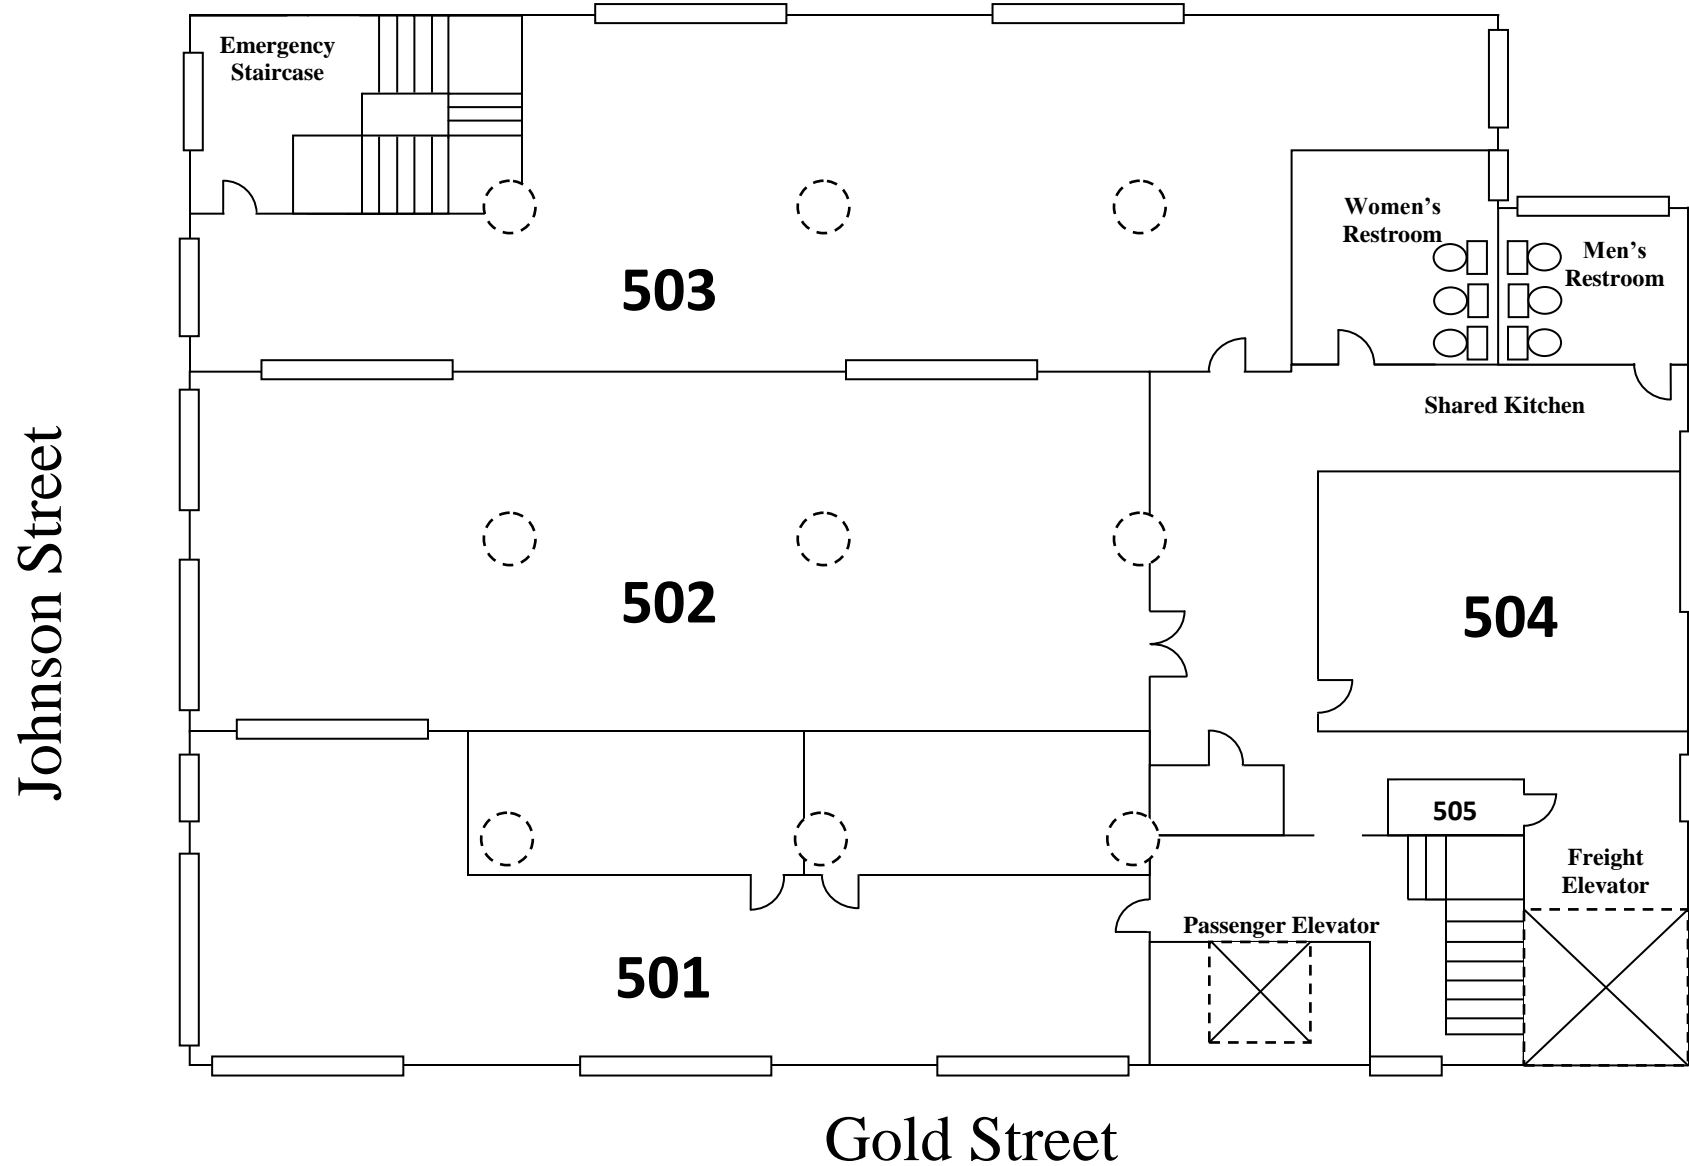 Emergency
Staircase
Women's
Restroom
Men's
Restroom
503
Shared Kitchen
Johnson Street
502
504
505
Freight
Elevator
Passenger Elevator
501
Gold Street